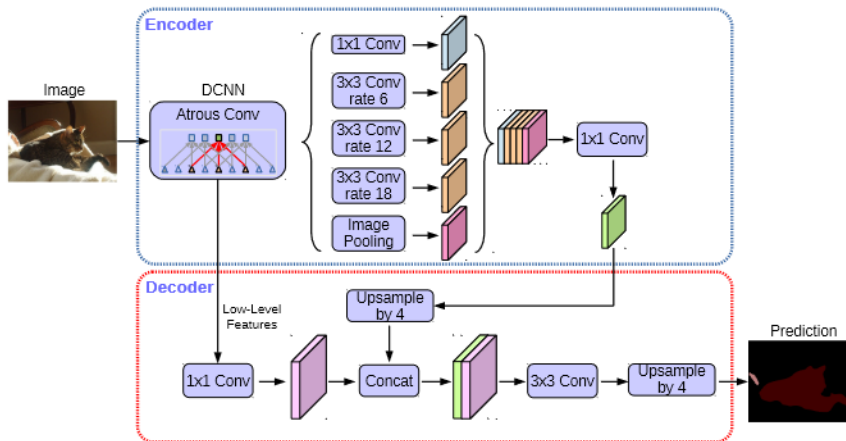 Encoder
Image
DCNN
Atrous Conv
1x1 Conv
3x3 Conv
rate 6
3x3 Conv
rate 12
3x3 Conv
rate 18
Image
Pooling
1x1 Conv
Decoder
Low-Level
Features
Upsample
by 4
1x1 Conv
Concat
3x3 Conv
Upsample
by 4
Prediction